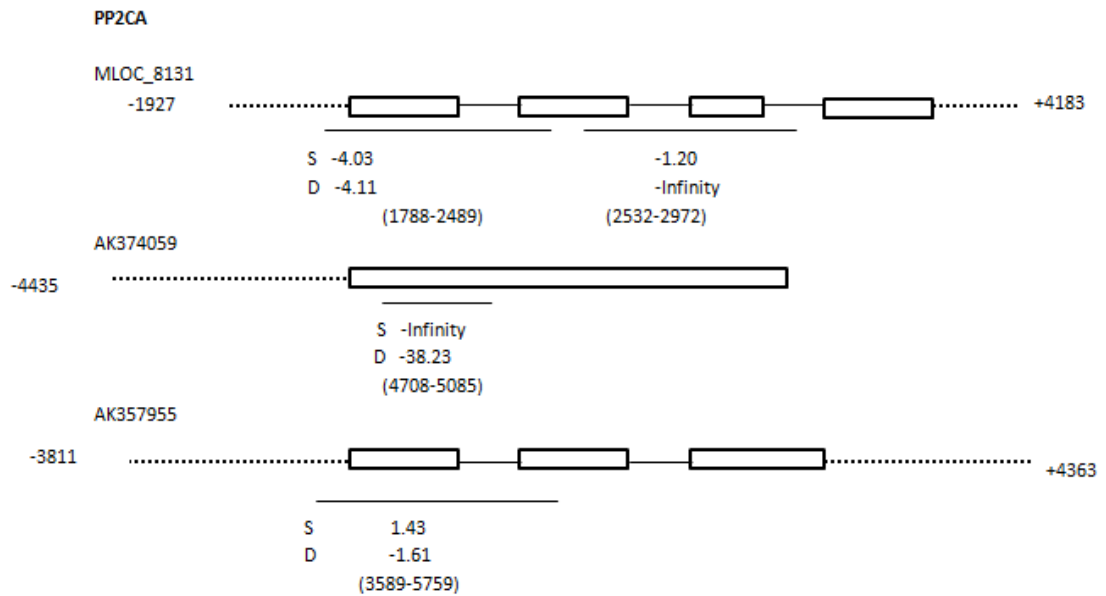 PP2CA
MLOC_8131
-1927 +4183
S -4.03 -1.20
D -4.11 -Infinity
(1788-2489) (2532-2972)
AK374059
-4435
S -Infinity
D -38.23
(4708-5085)
AK357955
-3811 +4363
S 1.43
D -1.61
(3589-5759)